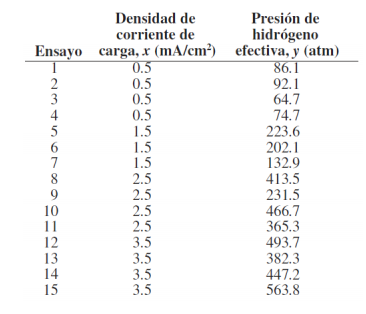 Densidad de Presión de
corriente de hidrógeno
Ensayo carga, x (mA/cm²) efectiva, y (atm)
1 0.5 86.1
2 0.5 92.1
3 0.5 64.7
4 0.5 74.7
5 1.5 223.6
6 1.5 202.1
7 1.5 132.9
8 2.5 413.5
9 2.5 231.5
10 2.5 466.7
11 2.5 365.3
12 3.5 493.7
13 3.5 382.3
14 3.5 447.2
15 3.5 563.8